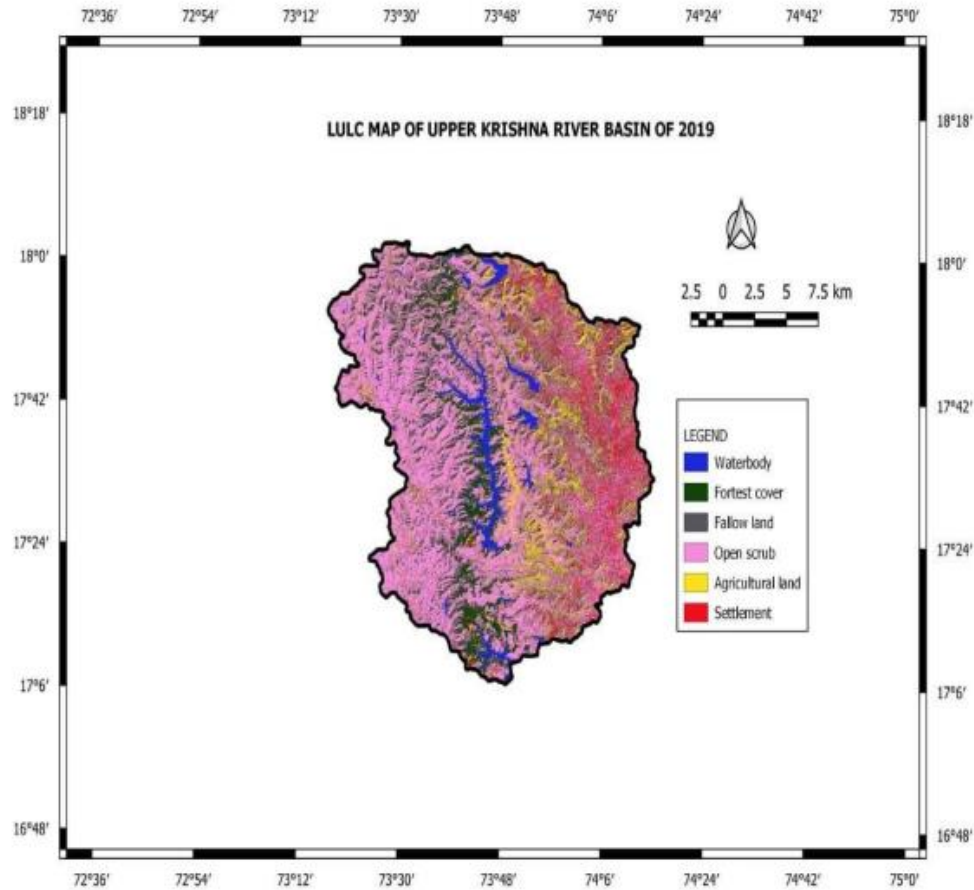 72°36' 72°54' 73°12' 73°30' 73°48' 74°6' 74°24' 74°42' 75°0'
18°18' 18°18'
LULC MAP OF UPPER KRISHNA RIVER BASIN OF 2019
18°0' 18°0'
2.5 0 2.5 5 7.5 km
17°42' 17°42'
LEGEND
Waterbody
Fortest cover
Fallow land
Open scrub
Agricultural land
Settlement
17°24' 17°24'
17°6' 17°6'
16°48' 16°48'
72°36' 72°54' 73°12' 73°30' 73°48' 74°6' 74°24' 74°42' 75°0'